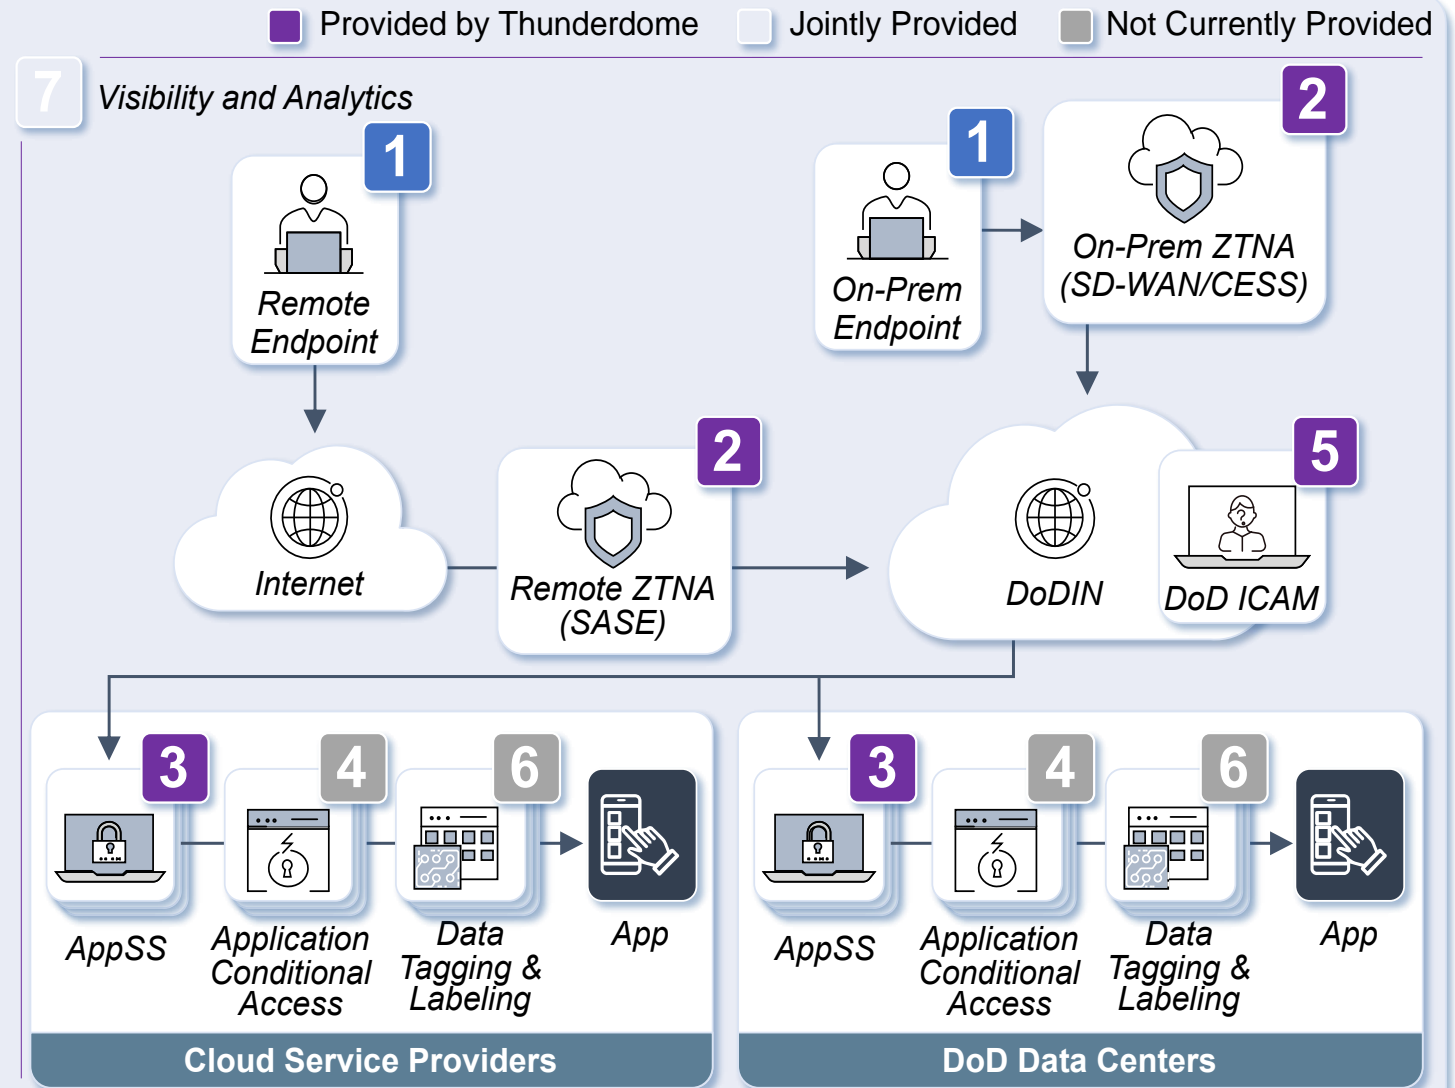 Provided by Thunderdome
Jointly Provided
Not Currently Provided
7
Visibility and Analytics
1
Remote
Endpoint
1
On-Prem
Endpoint
2
On-Prem ZTNA
(SD-WAN/CESS)
Internet
2
Remote ZTNA
(SASE)
DoDIN
5
?
DoD ICAM
3
AppSS
4
Application
Conditional
Access
6
Data
Tagging &
Labeling
App
Cloud Service Providers
3
AppSS
4
Application
Conditional
Access
6
Data
Tagging &
Labeling
App
DoD Data Centers